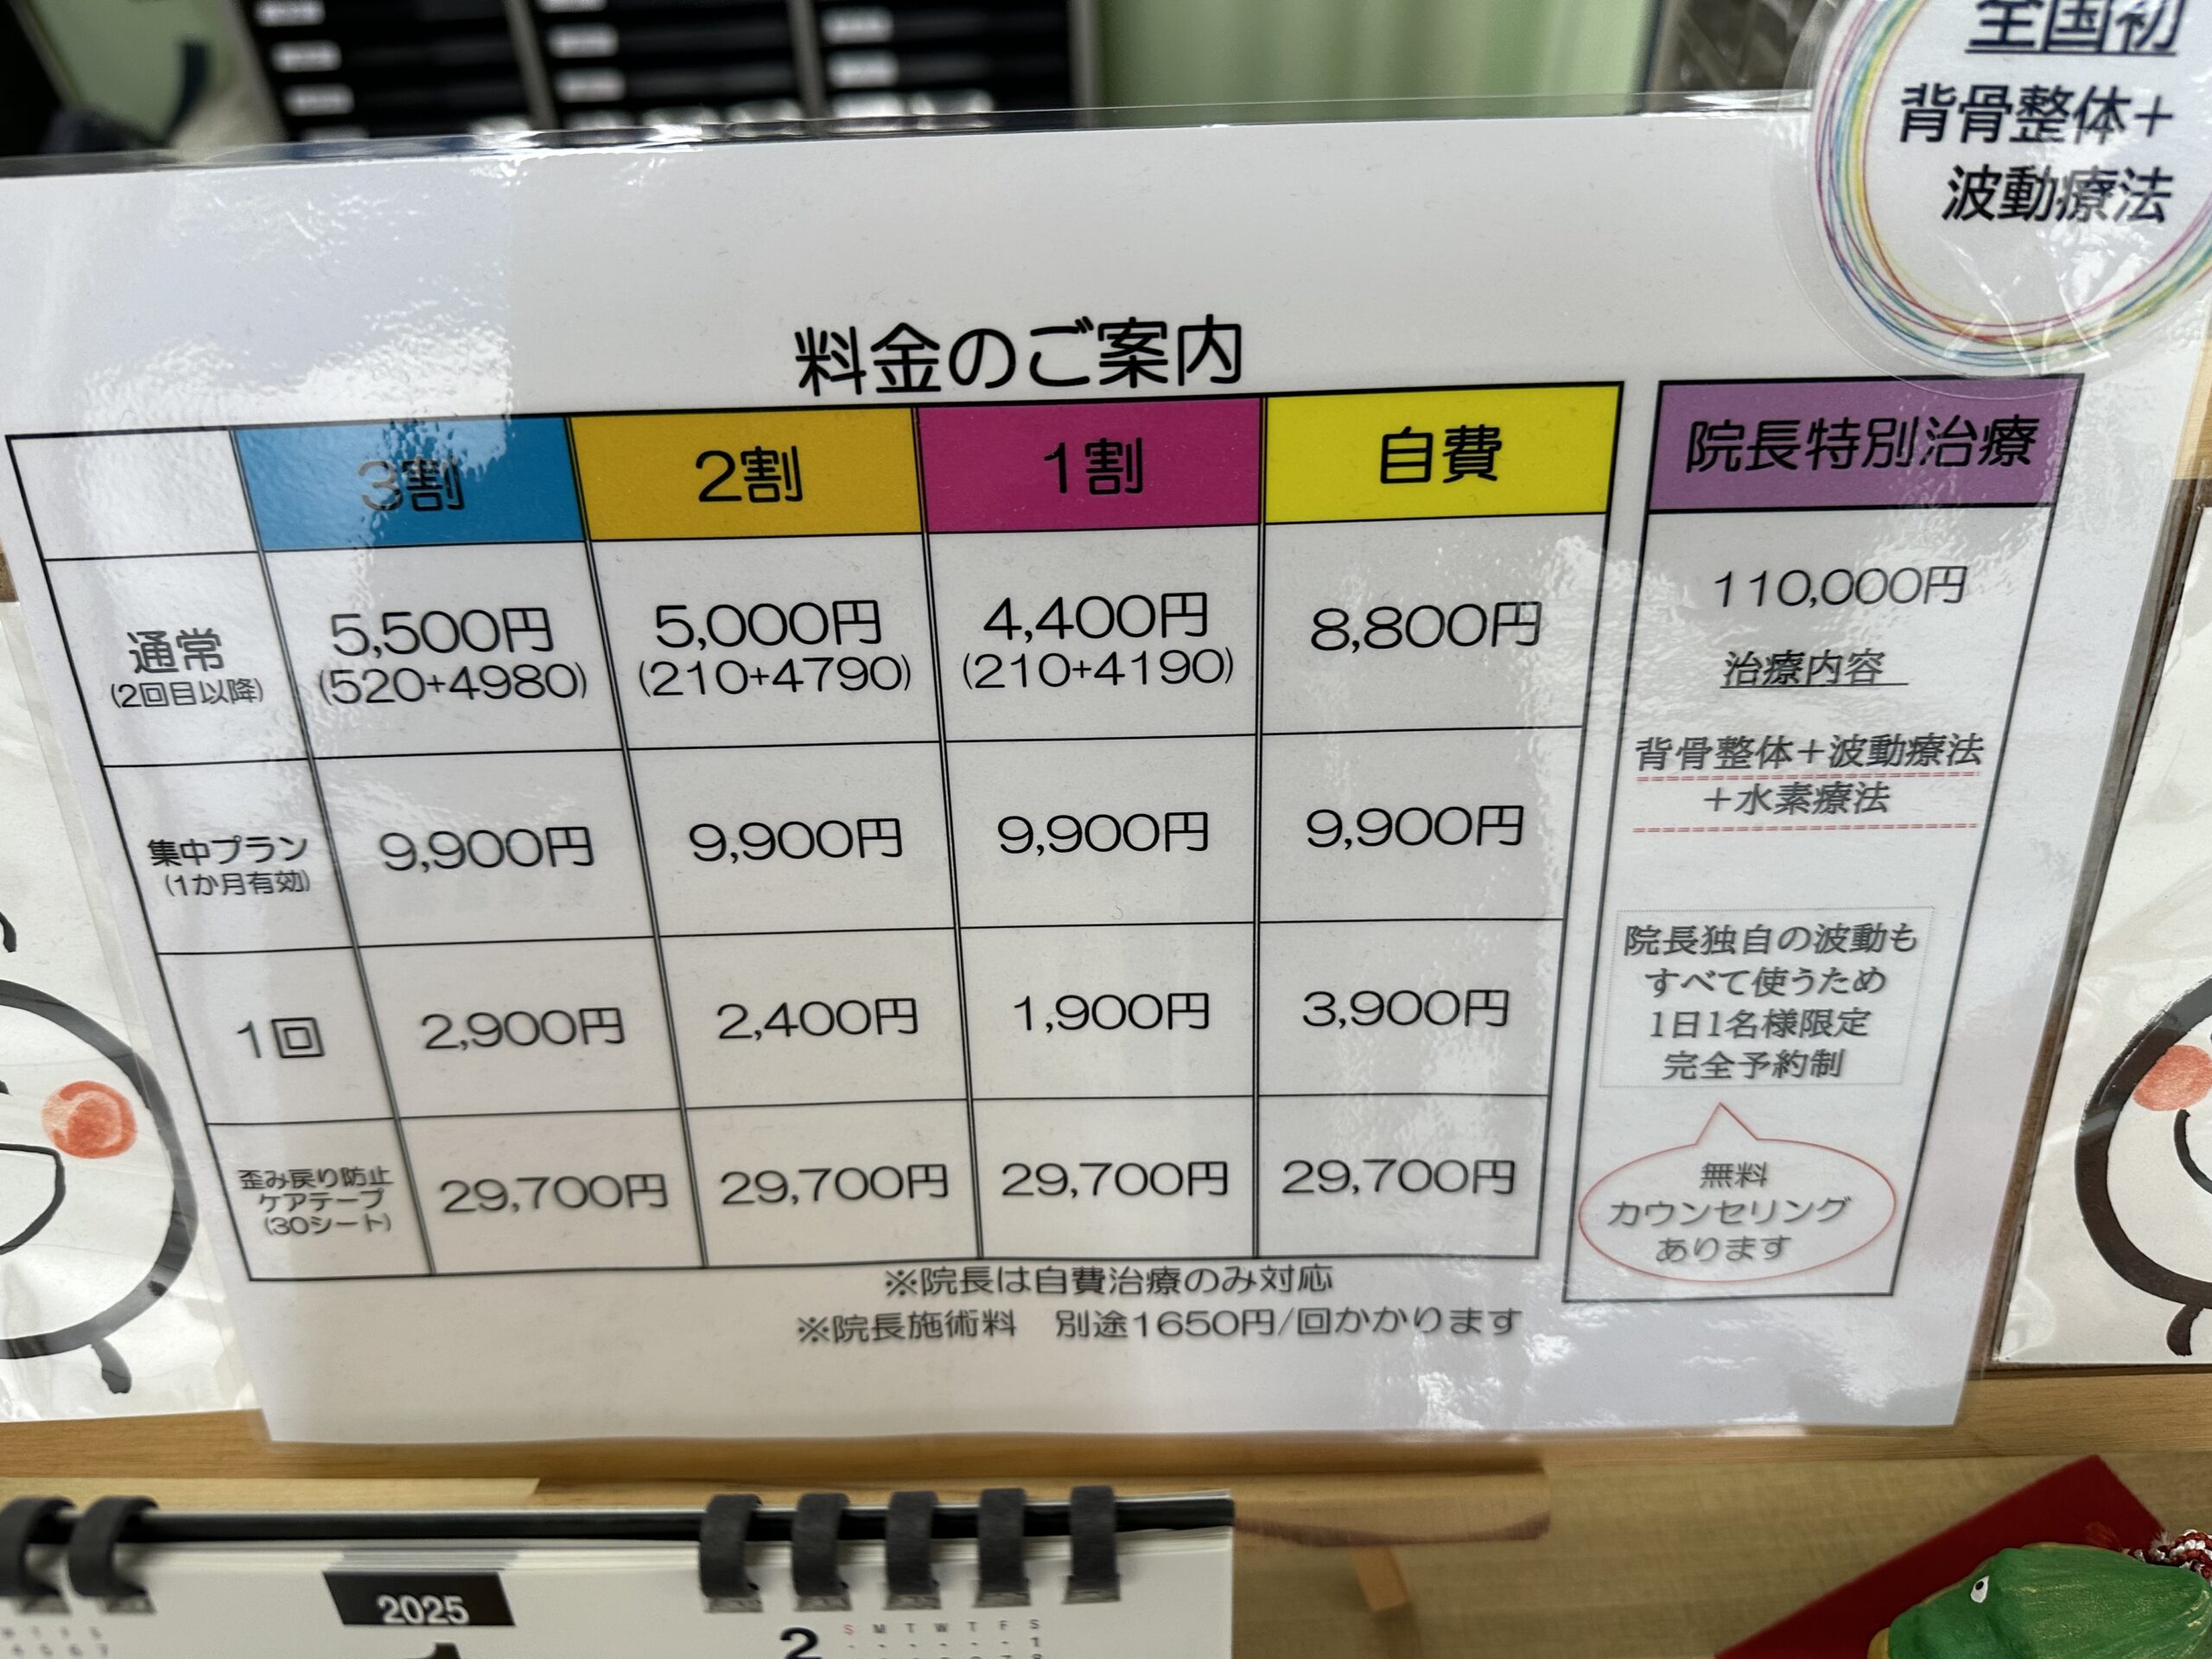 全国初
背骨整体＋
波動療法
料金のご案内
3割 2割 1割 自費
通常
(2回目以降)
5,500円
(520+4980)
5,000円
(210+4790)
4,400円
(210+4190)
8,800円
集中プラン
(1か月有効)
9,900円 9,900円 9,900円 9,900円
1回 2,900円 2,400円 1,900円 3,900円
歪み戻り防止
ケアテープ
(30シート)
29,700円 29,700円 29,700円 29,700円
※院長は自費治療のみ対応
※院長施術料　別途1650円/回かかります
院長特別治療
110,000円
治療内容
背骨整体＋波動療法
＋水素療法
院長独自の波動も
すべて使うため
1日1名様限定
完全予約制
無料
カウンセリング
あります
2025
2
S M T W T F S
1